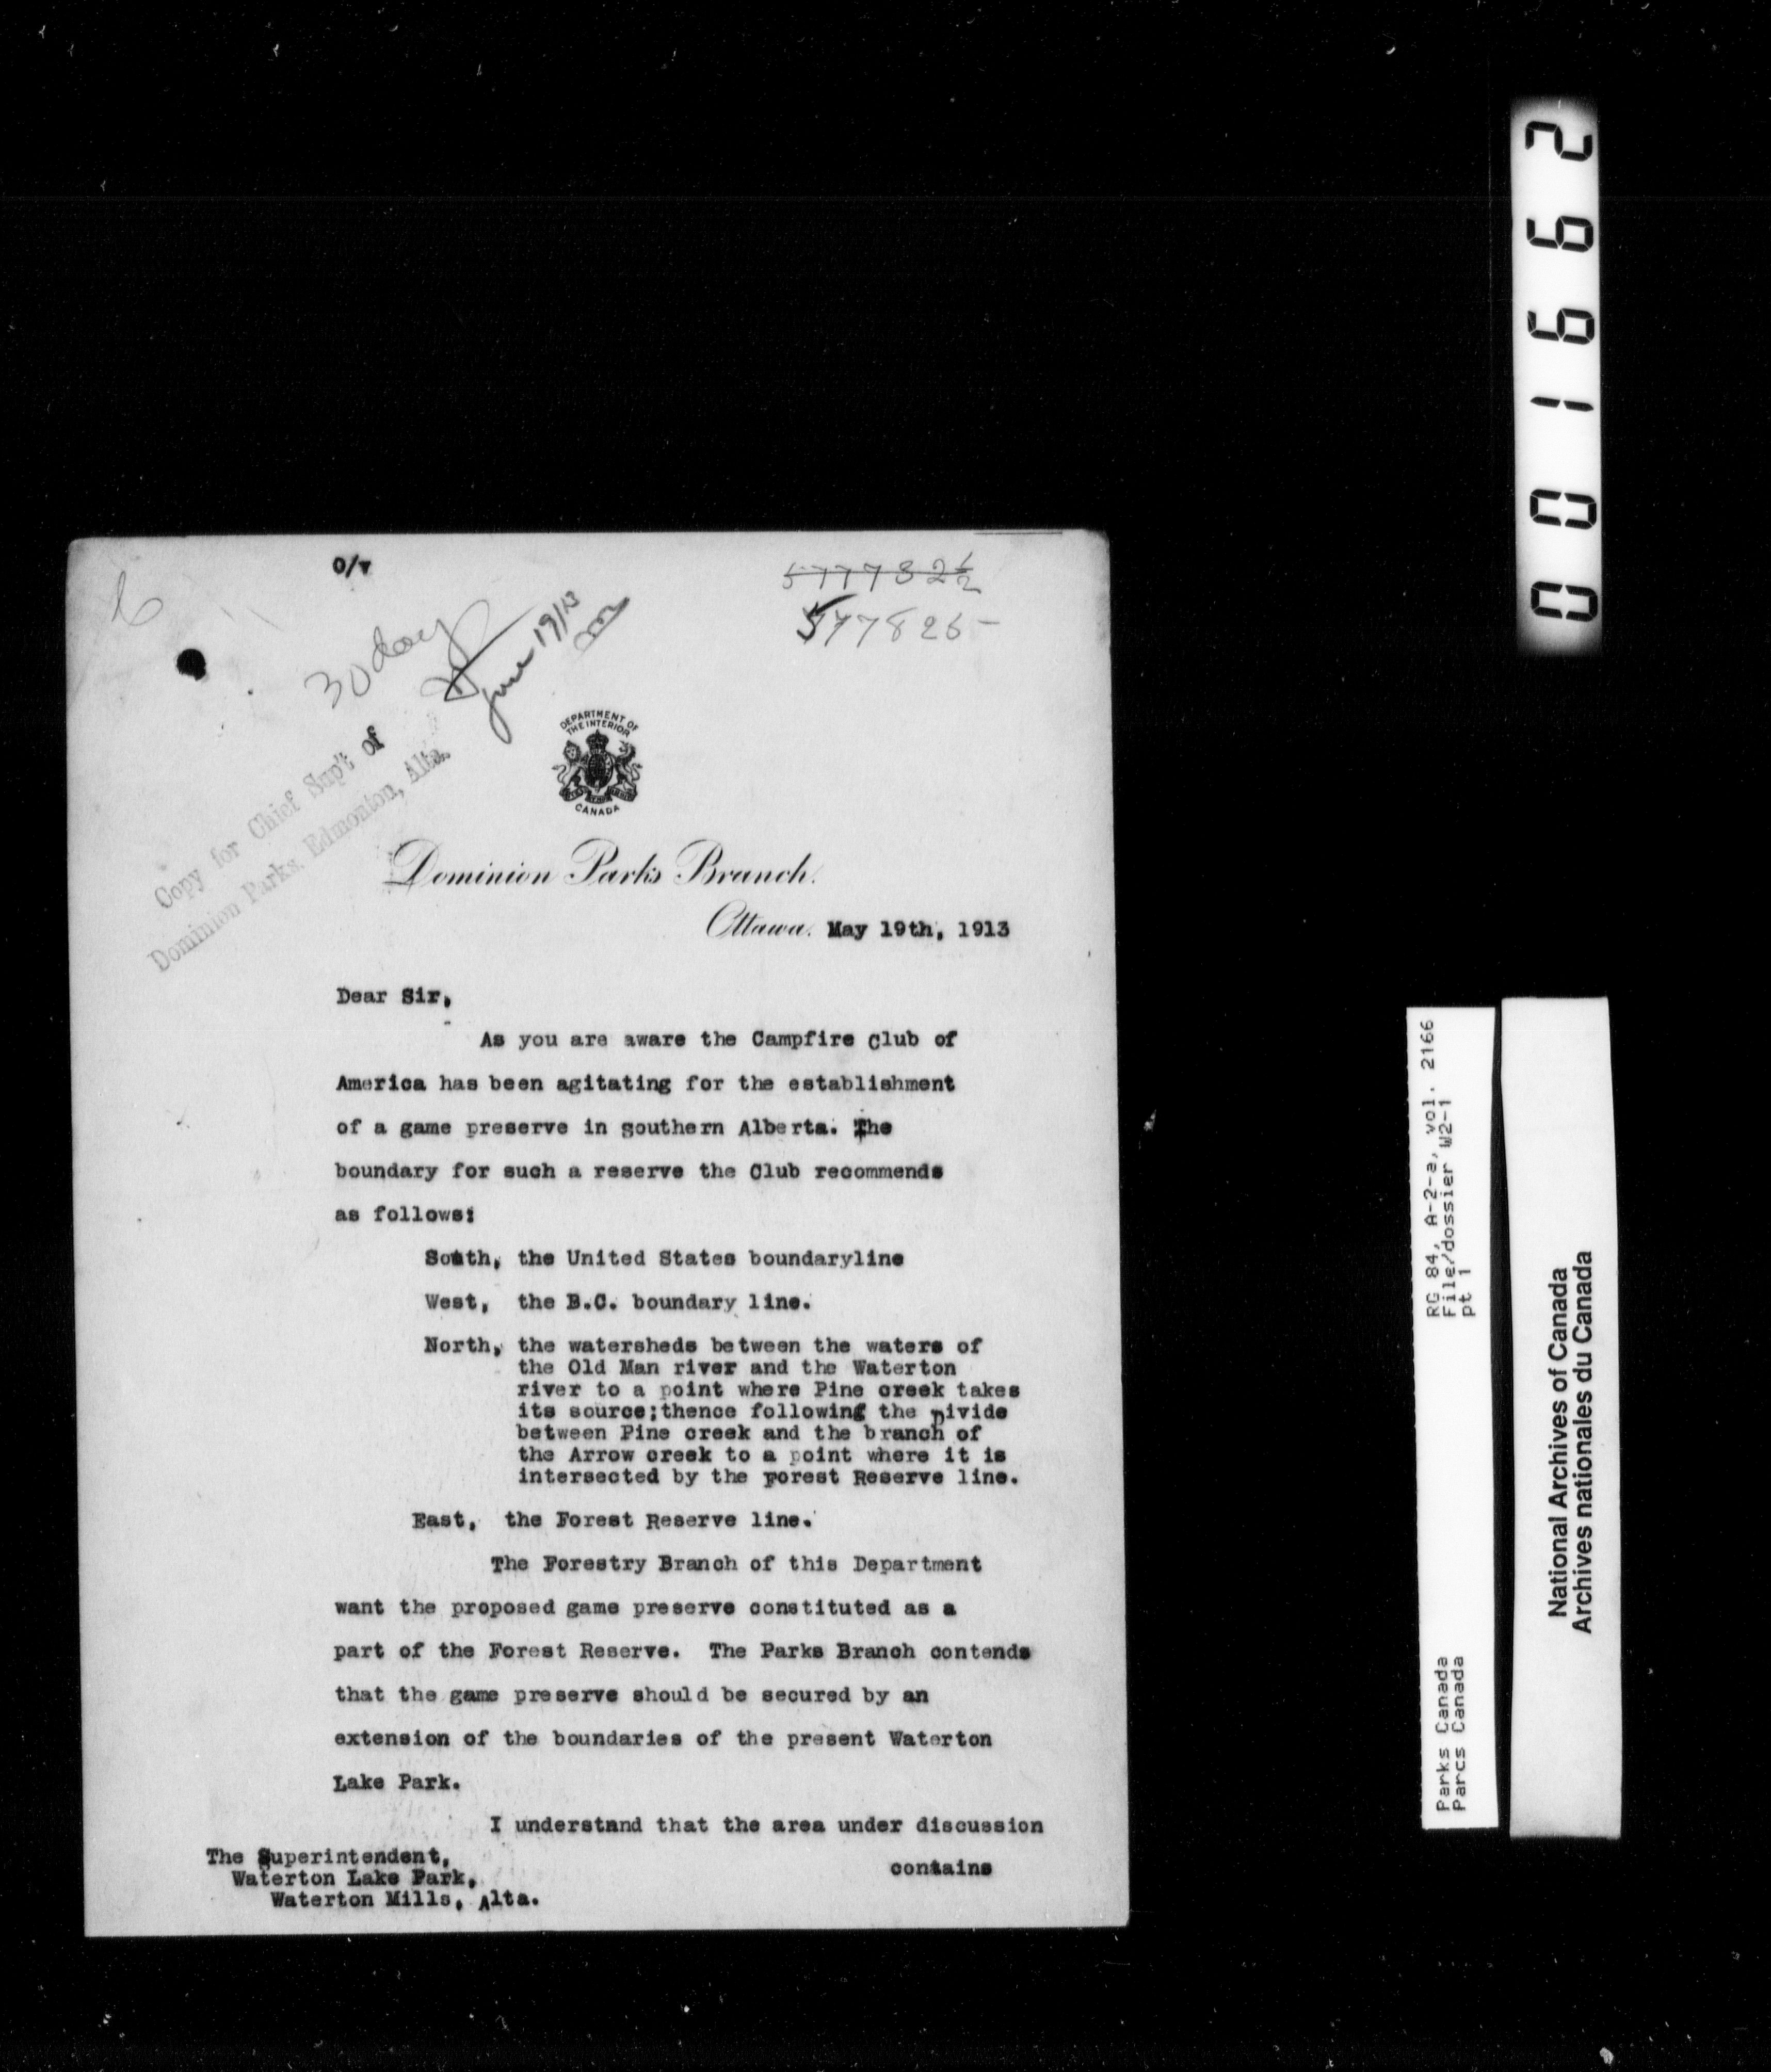 O/v
30 day
June 19/13
577825
DEPARTMENT OF
THE INTERIOR
CANADA
Copy for Chief Sup't of
Dominion Parks, Edmonton, Alta.
Dominion Parks Branch.
Ottawa. May 19th, 1913
Dear Sir,
As you are aware the Campfire Club of
America has been agitating for the establishment
of a game preserve in southern Alberta. The
boundary for such a reserve the Club recommends
as follows:
South, the United States boundaryline
West, the B.C. boundary line.
North, the watersheds between the waters of
the Old Man river and the Waterton
river to a point where Pine creek takes
its source;thence following the Divide
between Pine creek and the branch of
the Arrow creek to a point where it is
intersected by the Forest Reserve line.
East, the Forest Reserve line.
The Forestry Branch of this Department
want the proposed game preserve constituted as a
part of the Forest Reserve. The Parks Branch contends
that the game preserve should be secured by an
extension of the boundaries of the present Waterton
Lake Park.
I understand that the area under discussion
contains
The Superintendent,
Waterton Lake Park,
Waterton Mills, Alta.
001662
RG 84, A-2-a, vol. 2166
File/dossier W2-1
pt 1
Parks Canada
Parcs Canada
National Archives of Canada
Archives nationales du Canada